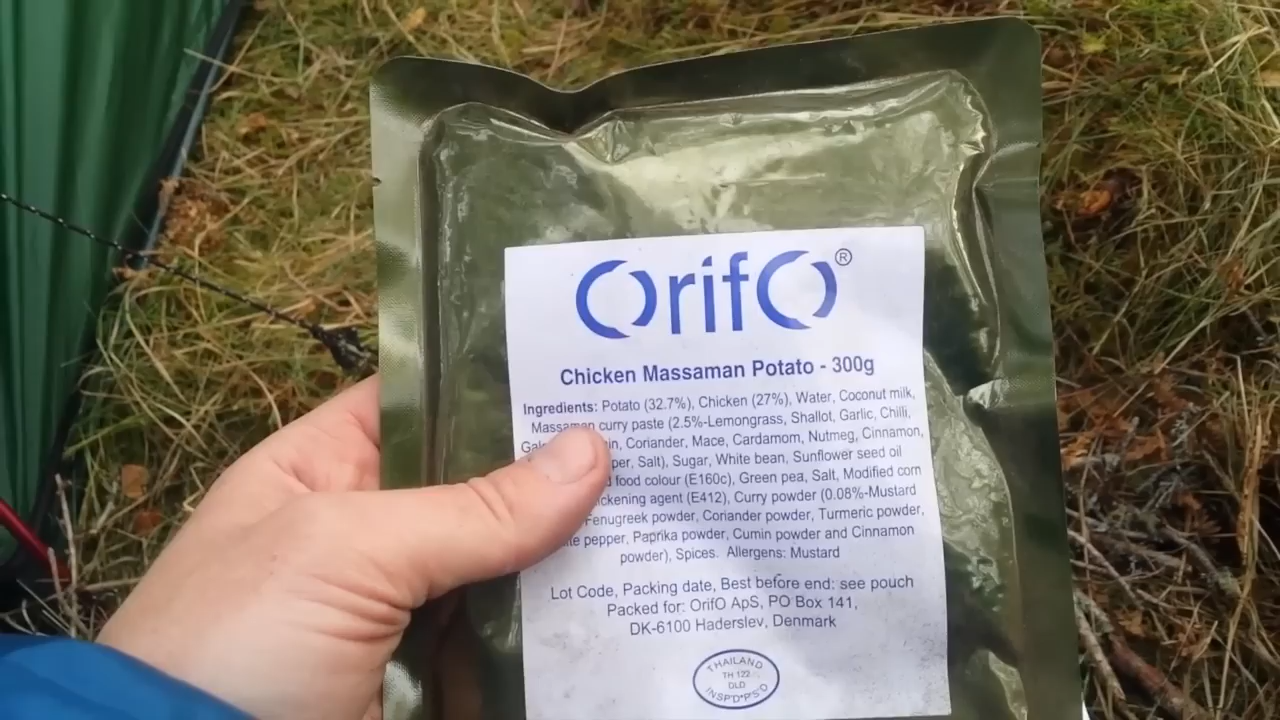 OrifO®
Chicken Massaman Potato - 300g
Ingredients: Potato (32.7%), Chicken (27%), Water, Coconut milk,
Massaman curry paste (2.5%-Lemongrass, Shallot, Garlic, Chilli,
Coriander, Mace, Cardamom, Nutmeg, Cinnamon,
Salt), Sugar, White bean, Sunflower seed oil
food colour (E160c), Green pea, Salt, Modified corn
agent (E412), Curry powder (0.08%-Mustard
Fenugreek powder, Coriander powder, Turmeric powder,
pepper, Paprika powder, Cumin powder and Cinnamon
powder), Spices. Allergens: Mustard
Lot Code, Packing date, Best before end: see pouch
Packed for: OrifO ApS, PO Box 141,
DK-6100 Haderslev, Denmark
THAILAND
TH 122
DLD
INSP'D*P'S'D